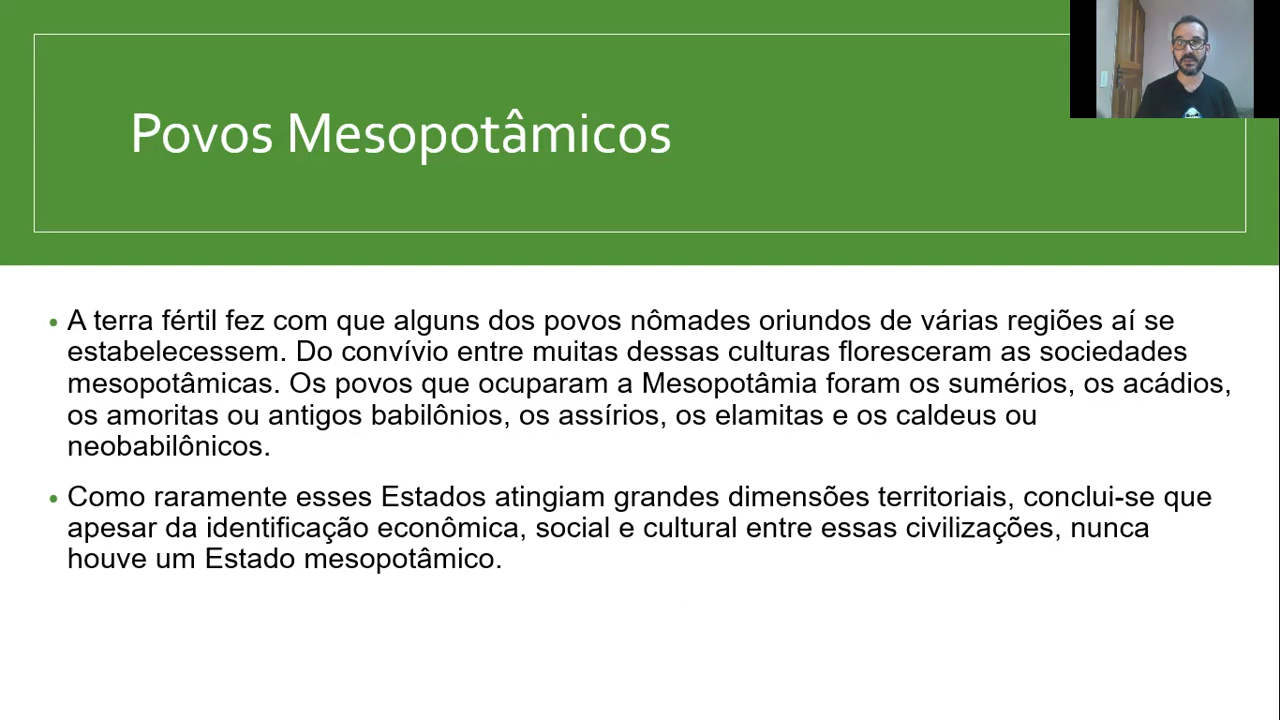 Povos Mesopotâmicos
• A terra fértil fez com que alguns dos povos nômades oriundos de várias regiões aí se
estabelecessem. Do convívio entre muitas dessas culturas floresceram as sociedades
mesopotâmicas. Os povos que ocuparam a Mesopotâmia foram os sumérios, os acádios,
os amoritas ou antigos babilônios, os assírios, os elamitas e os caldeus ou
neobabilônicos.
• Como raramente esses Estados atingiam grandes dimensões territoriais, conclui-se que
apesar da identificação econômica, social e cultural entre essas civilizações, nunca
houve um Estado mesopotâmico.